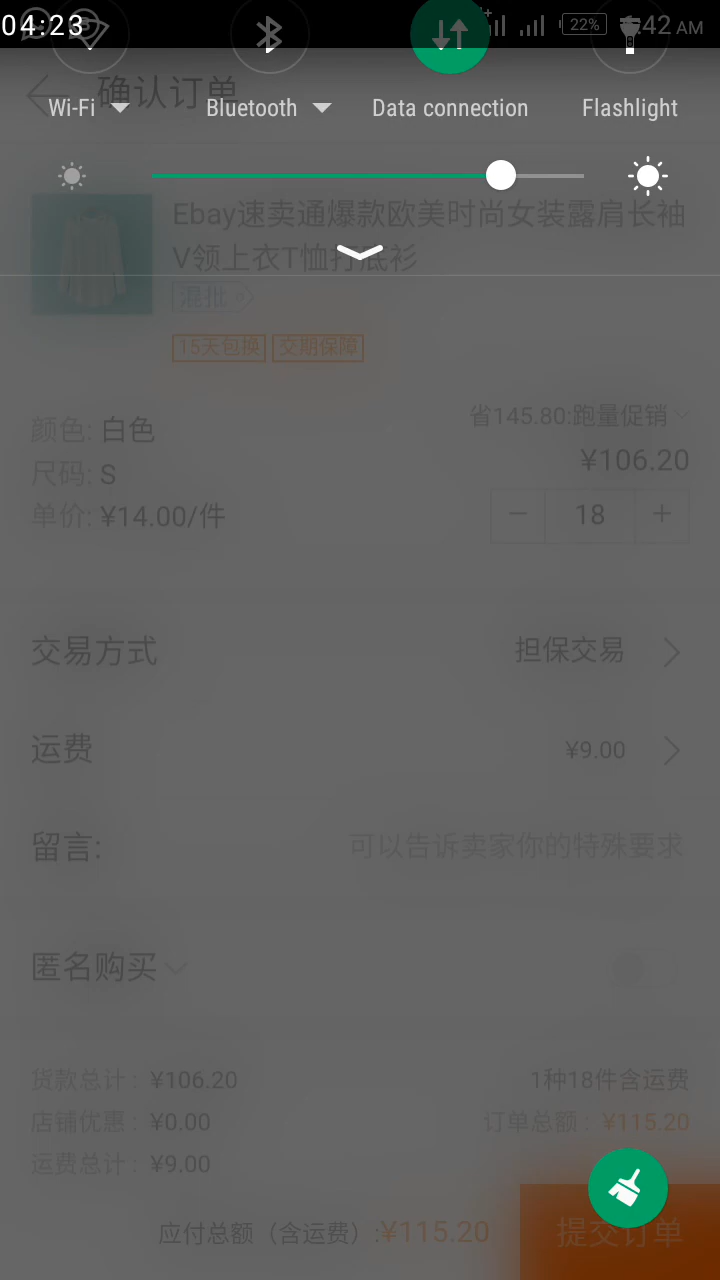 04:23
22%
:42 AM
确认订单
Wi-Fi
Bluetooth
Data connection
Flashlight
Ebay速卖通爆款欧美时尚女装露肩长袖
V领上衣T恤打底衫
混批
15天包换 交期保障
颜色: 白色
省145.80:跑量促销
¥106.20
尺码: S
单价: ¥14.00/件
18
交易方式
担保交易
运费
¥9.00
留言:
可以告诉卖家你的特殊要求
匿名购买
货款总计: ¥106.20
1种18件含运费
店铺优惠: ¥0.00
订单总额: ¥115.20
运费总计: ¥9.00
应付总额（含运费）:¥115.20
提交订单